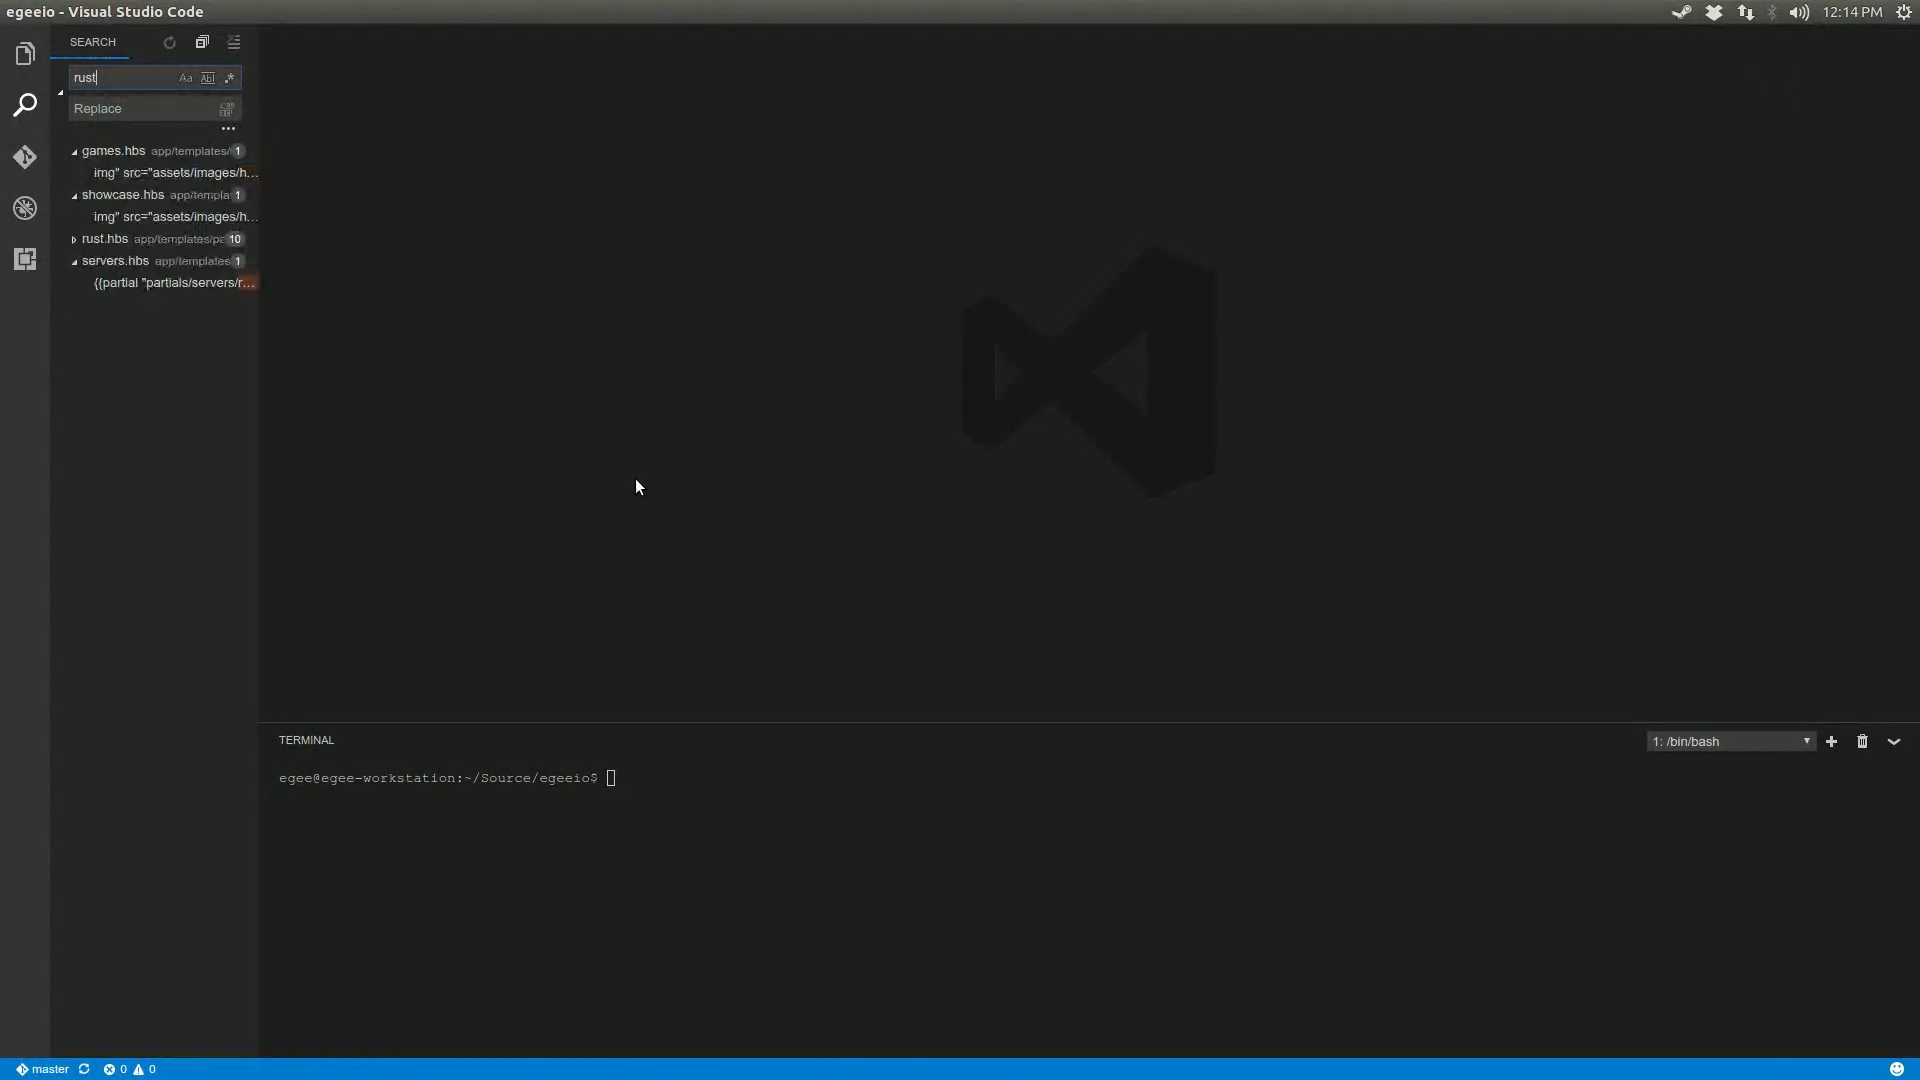 egeeio - Visual Studio Code
12:14 PM
SEARCH
rust
Aa Abl .*
Replace
...
games.hbs app/templates/ 1
img" src="assets/images/h...
showcase.hbs app/templa 1
img" src="assets/images/h...
rust.hbs app/templates/pa 10
servers.hbs app/templates 1
{{partial "partials/servers/r...
TERMINAL
1: /bin/bash
egee@egee-workstation:~/Source/egeeio$
master 0 0